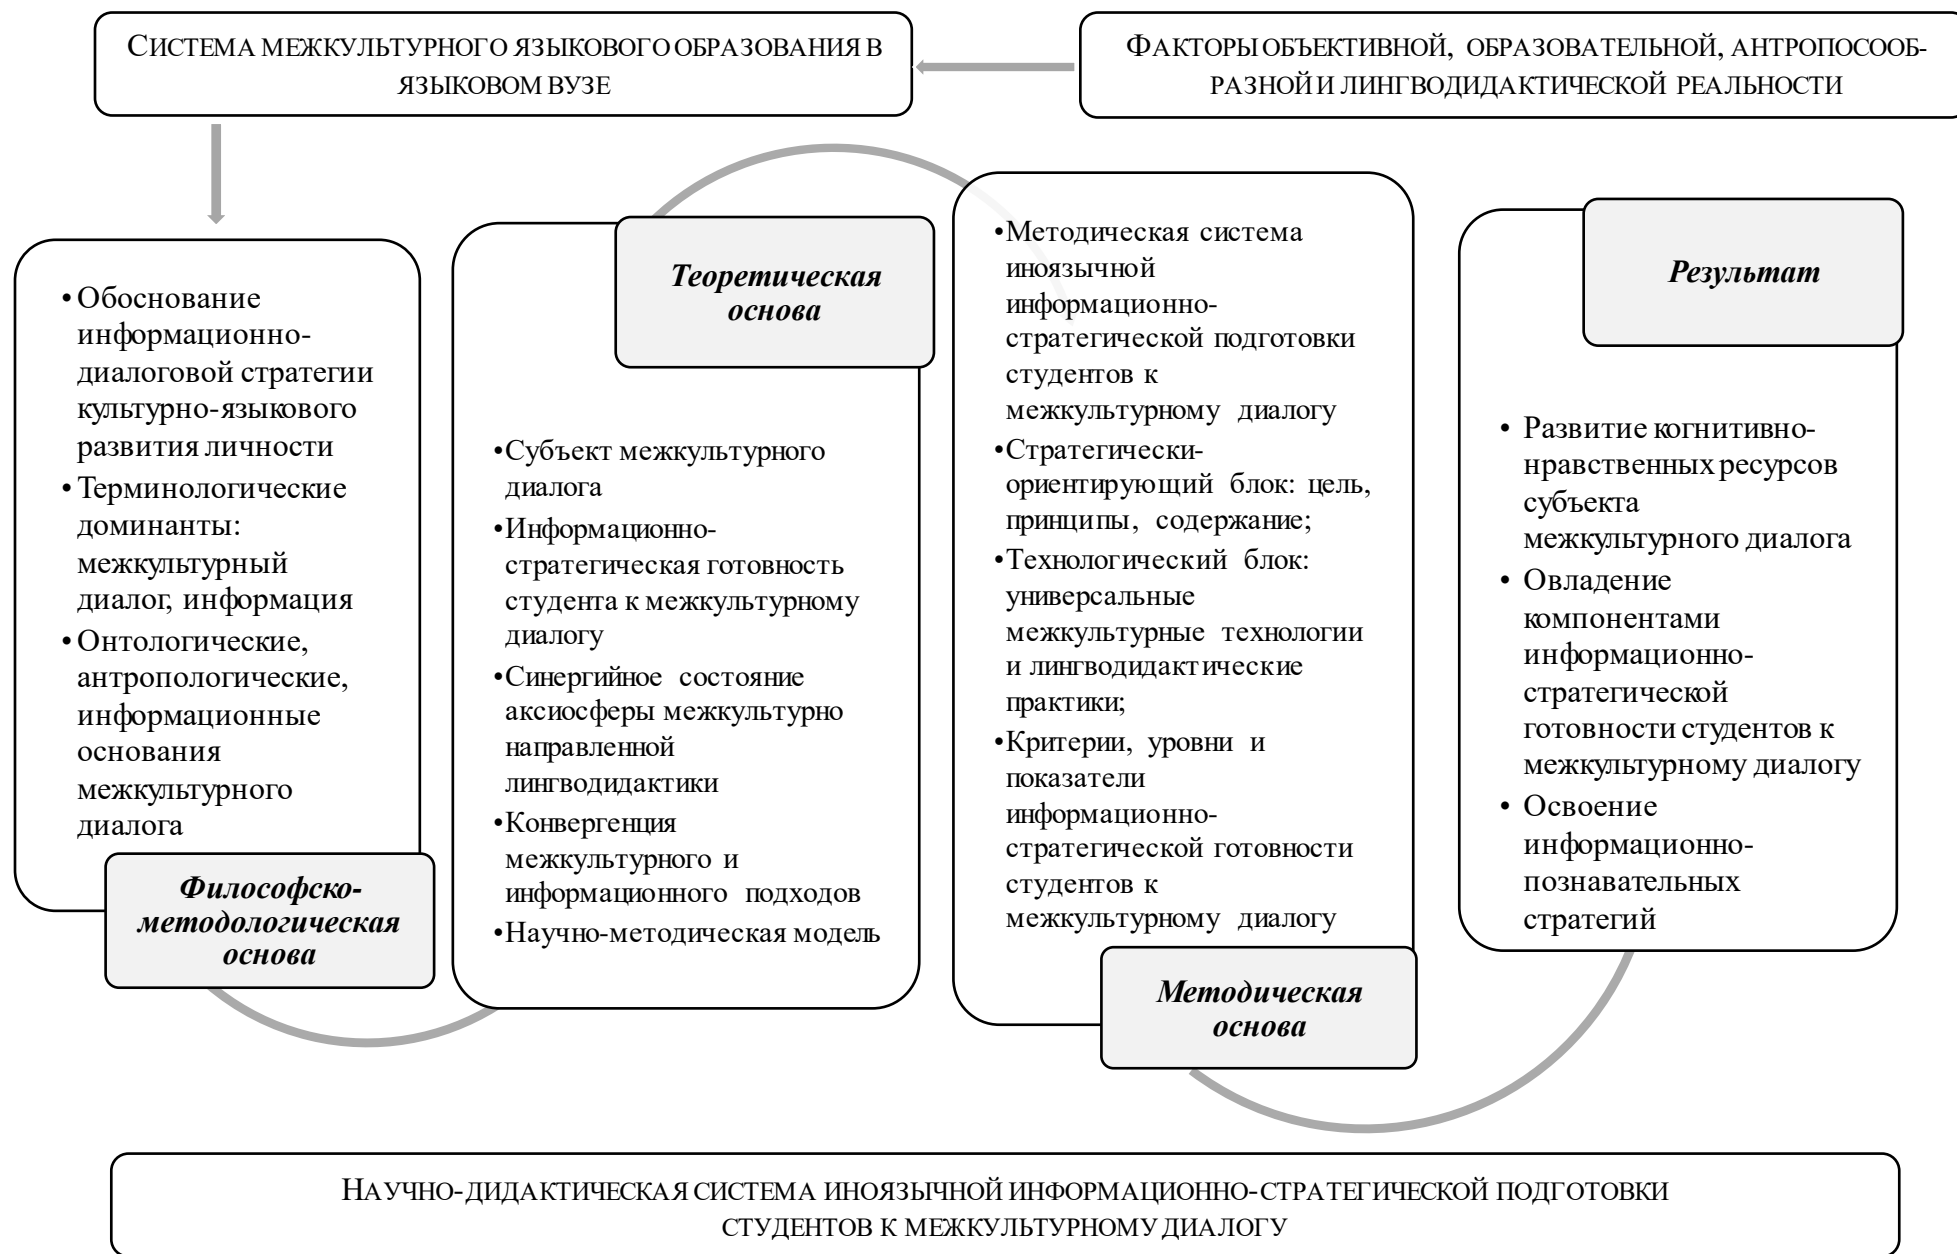 СИСТЕМА МЕЖКУЛЬТУРНОГО ЯЗЫКОВОГО ОБРАЗОВАНИЯ В
ЯЗЫКОВОМ ВУЗЕ
ФАКТОРЫ ОБЪЕКТИВНОЙ, ОБРАЗОВАТЕЛЬНОЙ, АНТРОПОСООБ-
РАЗНОЙ И ЛИНГВОДИДАКТИЧЕСКОЙ РЕАЛЬНОСТИ
• Обоснование
информационно-
диалоговой стратегии
культурно-языкового
развития личности
• Терминологические
доминанты:
межкультурный
диалог, информация
• Онтологические,
антропологические,
информационные
основания
межкультурного
диалога
Философско-
методологическая
основа
Теоретическая
основа
•Субъект межкультурного
диалога
•Информационно-
стратегическая готовность
студента к межкультурному
диалогу
•Синергийное состояние
аксиосферы межкультурно
направленной
лингводидактики
•Конвергенция
межкультурного и
информационного подходов
•Научно-методическая модель
•Методическая система
иноязычной
информационно-
стратегической подготовки
студентов к
межкультурному диалогу
•Стратегически-
ориентирующий блок: цель,
принципы, содержание;
•Технологический блок:
универсальные
межкультурные технологии
и лингводидактические
практики;
•Критерии, уровни и
показатели
информационно-
стратегической готовности
студентов к
межкультурному диалогу
Методическая
основа
Результат
• Развитие когнитивно-
нравственных ресурсов
субъекта
межкультурного диалога
• Овладение
компонентами
информационно-
стратегической
готовности студентов к
межкультурному диалогу
• Освоение
информационно-
познавательных
стратегий
НАУЧНО-ДИДАКТИЧЕСКАЯ СИСТЕМА ИНОЯЗЫЧНОЙ ИНФОРМАЦИОННО-СТРАТЕГИЧЕСКОЙ ПОДГОТОВКИ
СТУДЕНТОВ К МЕЖКУЛЬТУРНОМУ ДИАЛОГУ